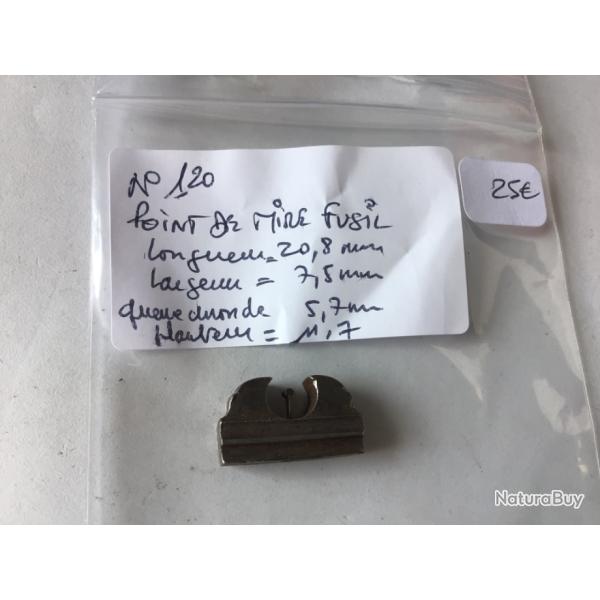 N° 120
POINT DE MIRE FUSIL
Longueur = 20,8 mm
Largeur = 7,5 mm
queue d'aronde 5,7 mm
Hauteur = 11,7
25€
NaturaBuy